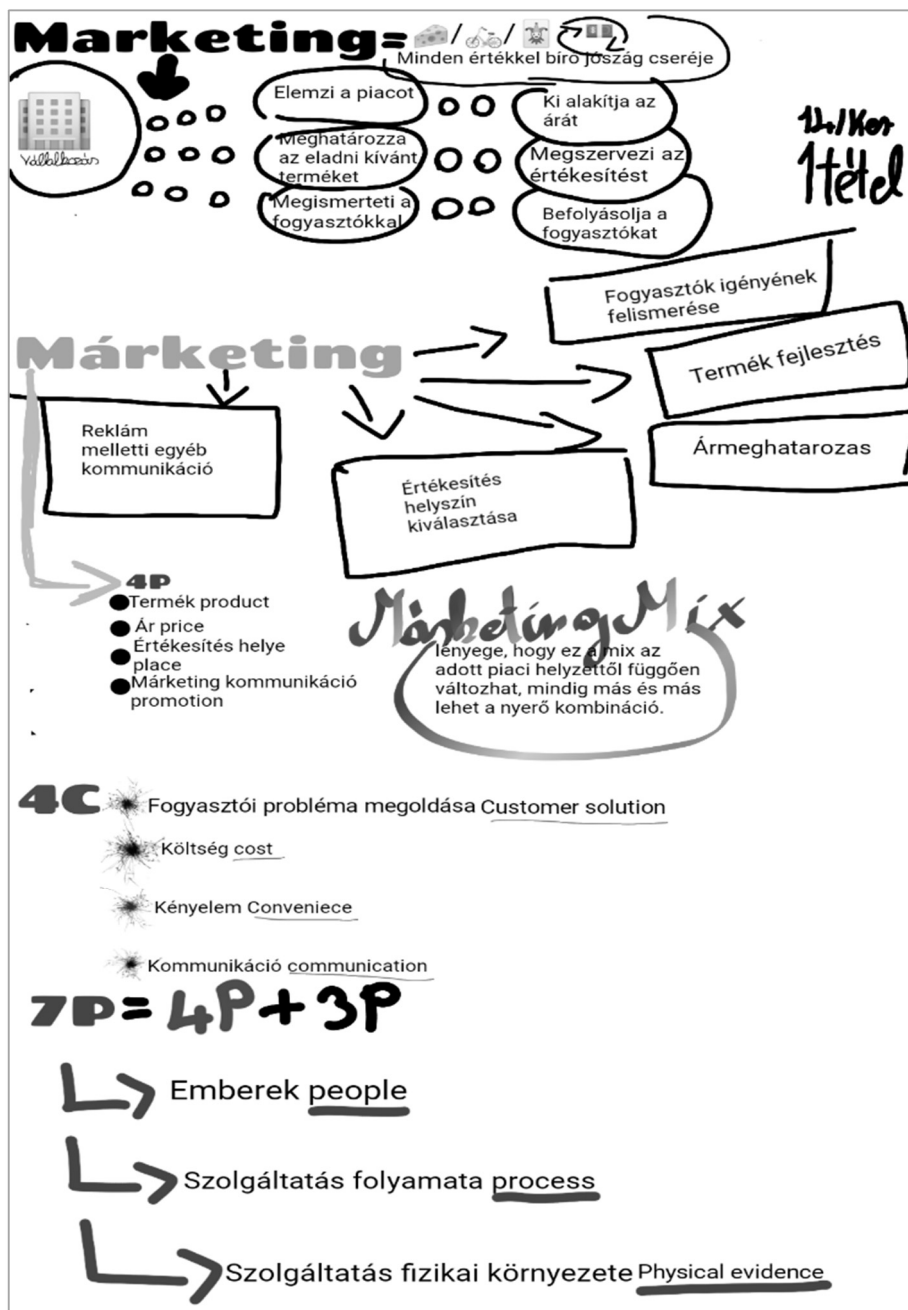 Marketing=
Minden értékkel bíró jószág cseréje
Vállalkozás
Elemzi a piacot
Meghatározza
az eladni kívánt
terméket
Megismerteti a
fogyasztókkal
Ki alakítja az
árát
Megszervezi az
értékesítést
Befolyásolja a
fogyasztókat
1tétel
Márketing
Fogyasztók igényének
felismerése
Termék fejlesztés
Ármeghatarozas
Reklám
melletti egyéb
kommunikáció
Értékesítés
helyszín
kiválasztása
4P
Termék product
Ár price
Értékesítés helye
place
Márketing kommunikáció
promotion
Márketing Mix
lényege, hogy ez a mix az
adott piaci helyzettől függően
változhat, mindig más és más
lehet a nyerő kombináció.
4C
Fogyasztói probléma megoldása Customer solution
Költség cost
Kényelem Conveniece
Kommunikáció communication
7P= 4P+3P
Emberek people
Szolgáltatás folyamata process
Szolgáltatás fizikai környezete Physical evidence